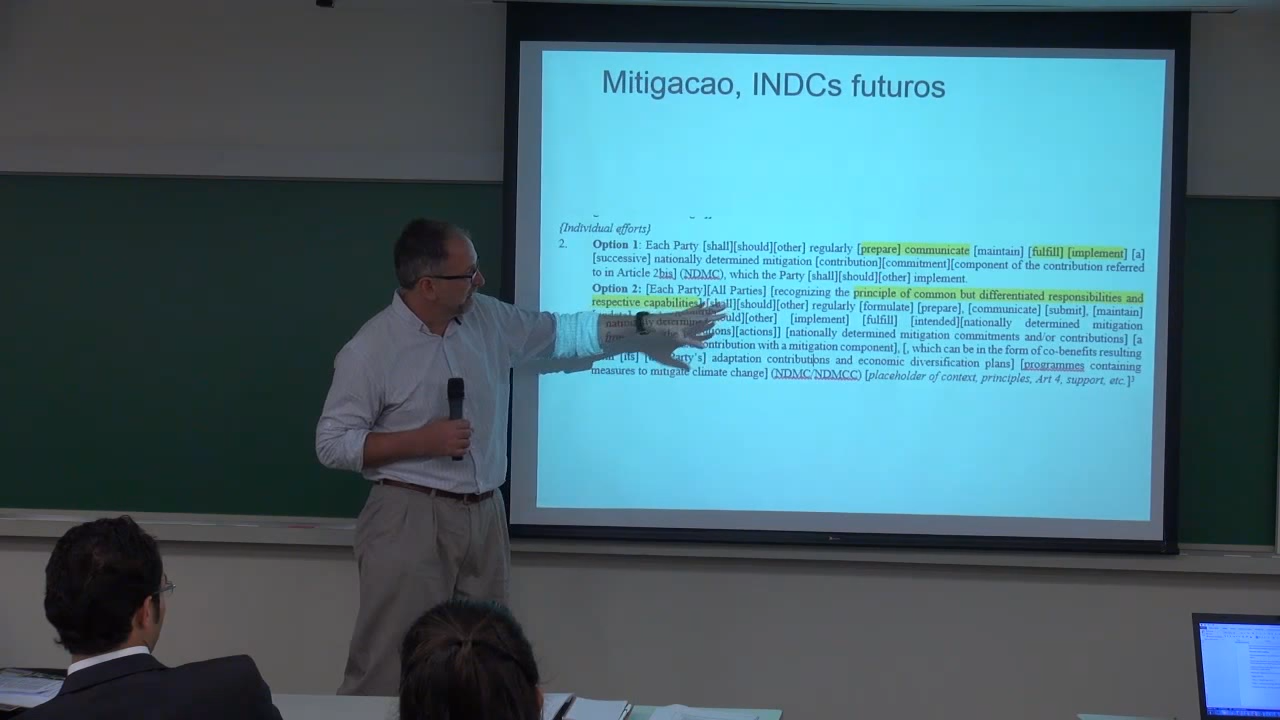 Mitigacao, INDCs futuros
{Individual efforts}
2. Option 1: Each Party [shall][should][other] regularly [prepare] communicate [maintain] [fulfill] [implement] [a]
[successive] nationally determined mitigation [contribution][commitment][component of the contribution referred
to in Article 2bis] (NDMC), which the Party [shall][should][other] implement.
Option 2: [Each Party][All Parties] [recognizing the principle of common but differentiated responsibilities and
respective capabilities] [shall][should][other] regularly [formulate] [prepare], [communicate] [submit], [maintain]
[other] [implement] [fulfill] [intended][nationally determined mitigation
nationally determined [actions]] [nationally determined mitigation commitments and/or contributions] [a
contribution with a mitigation component], [, which can be in the form of co-benefits resulting
[its] Party's] adaptation contributions and economic diversification plans] [programmes containing
measures to mitigate climate change] (NDMC/NDMCC) [placeholder of context, principles, Art 4, support, etc.]³